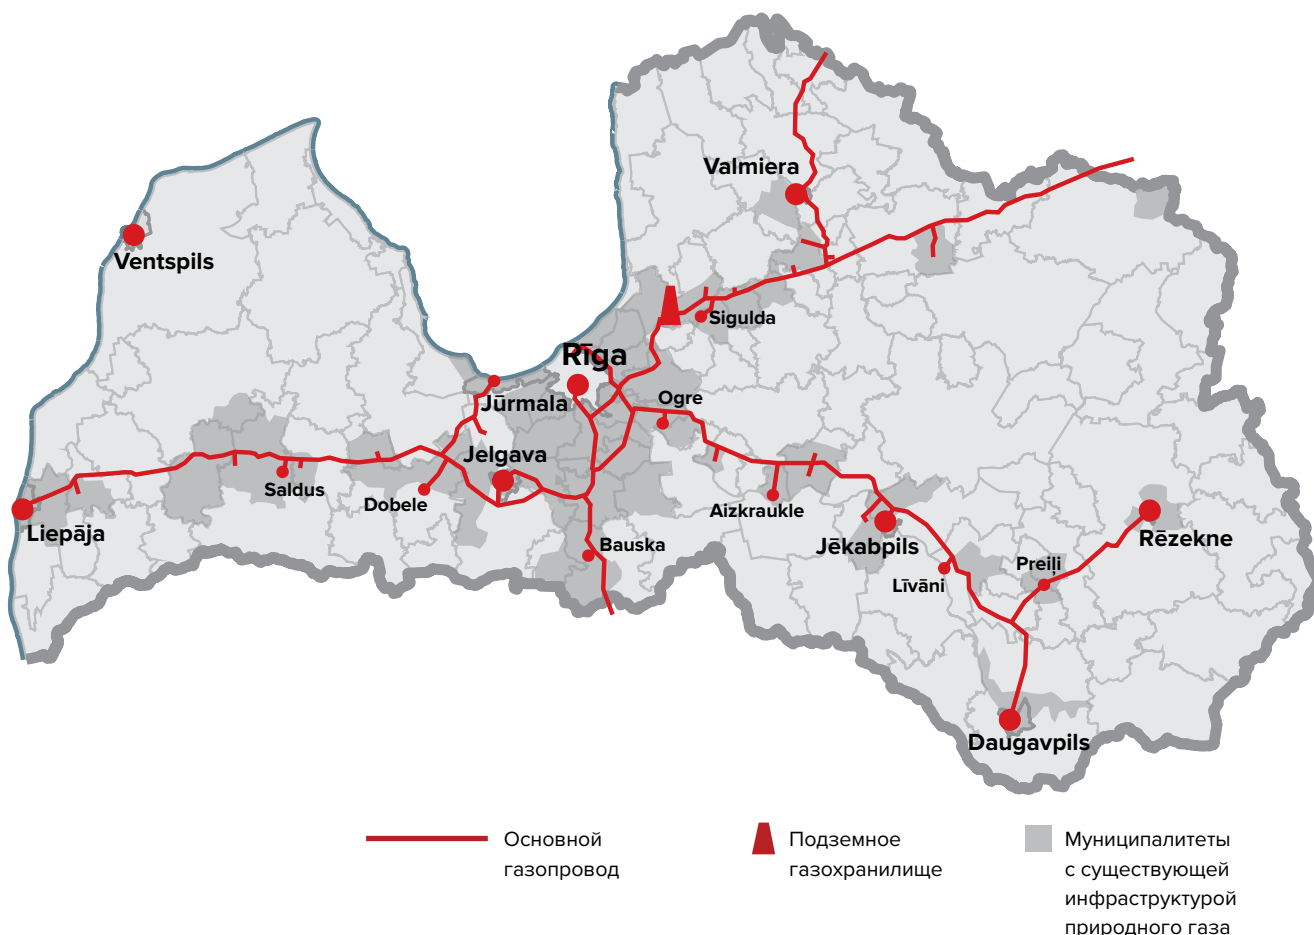 Valmiera
Ventspils
Sigulda
Rīga
Jūrmala
Ogre
Jelgava
Saldus
Dobele
Aizkraukle
Liepāja
Bauska
Jēkabpils
Rēzekne
Preiļi
Līvāni
Daugavpils
Основной
газопровод
Подземное
газохранилище
Муниципалитеты
с существующей
инфраструктурой
природного газа